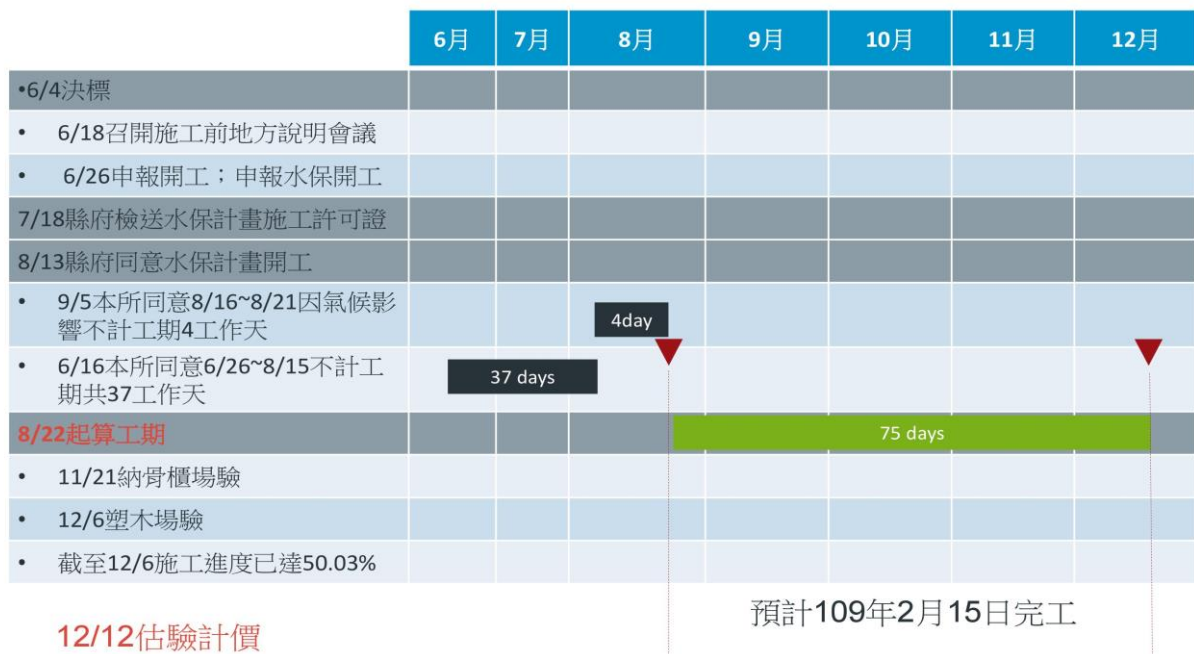 6月 7月 8月 9月 10月 11月 12月
•6/4決標
• 6/18召開施工前地方說明會議
• 6/26申報開工；申報水保開工
7/18縣府檢送水保計畫施工許可證
8/13縣府同意水保計畫開工
• 9/5本所同意8/16~8/21因氣候影
響不計工期4工作天
4day
• 6/16本所同意6/26~8/15不計工
期共37工作天
37 days
8/22起算工期
75 days
• 11/21納骨櫃場驗
• 12/6塑木場驗
• 截至12/6施工進度已達50.03%
預計109年2月15日完工
12/12估驗計價